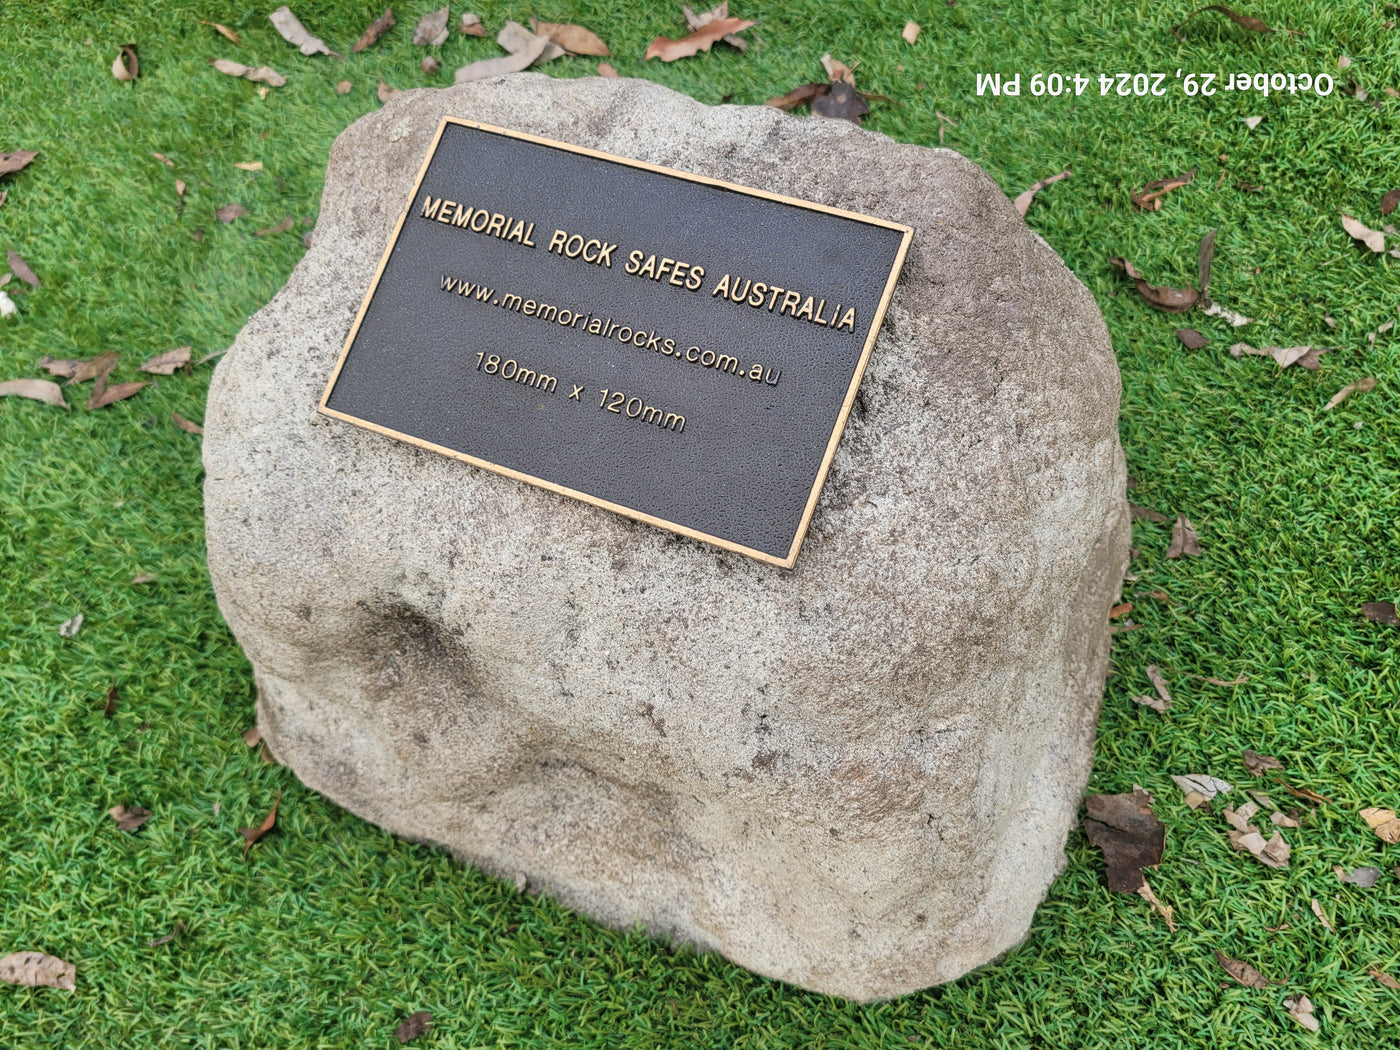 October 29, 2024 4:09 PM
MEMORIAL ROCK SAFES AUSTRALiA
www.memorialrocks.com.au
180mm x 120mm